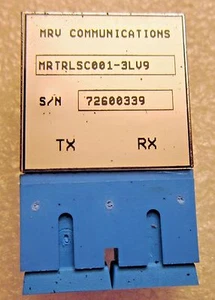 MRV COMMUNICATIONS
MRTRLSC001-3LV9
S/N 72600339
TX RX